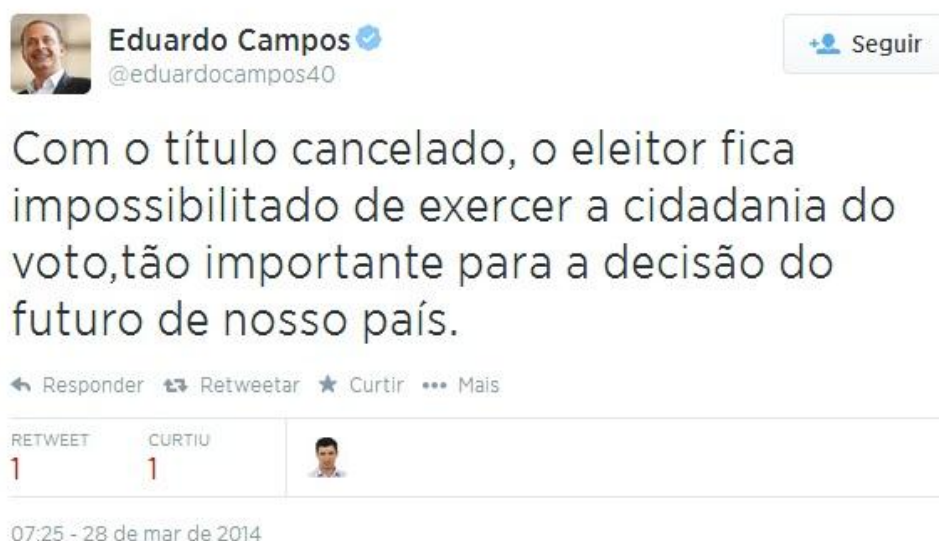 Eduardo Campos
@eduardocampos40
Seguir
Com o título cancelado, o eleitor fica
impossibilitado de exercer a cidadania do
voto,tão importante para a decisão do
futuro de nosso país.
Responder Retweetar Curtir Mais
RETWEET CURTIU
1 1
07:25 - 28 de mar de 2014